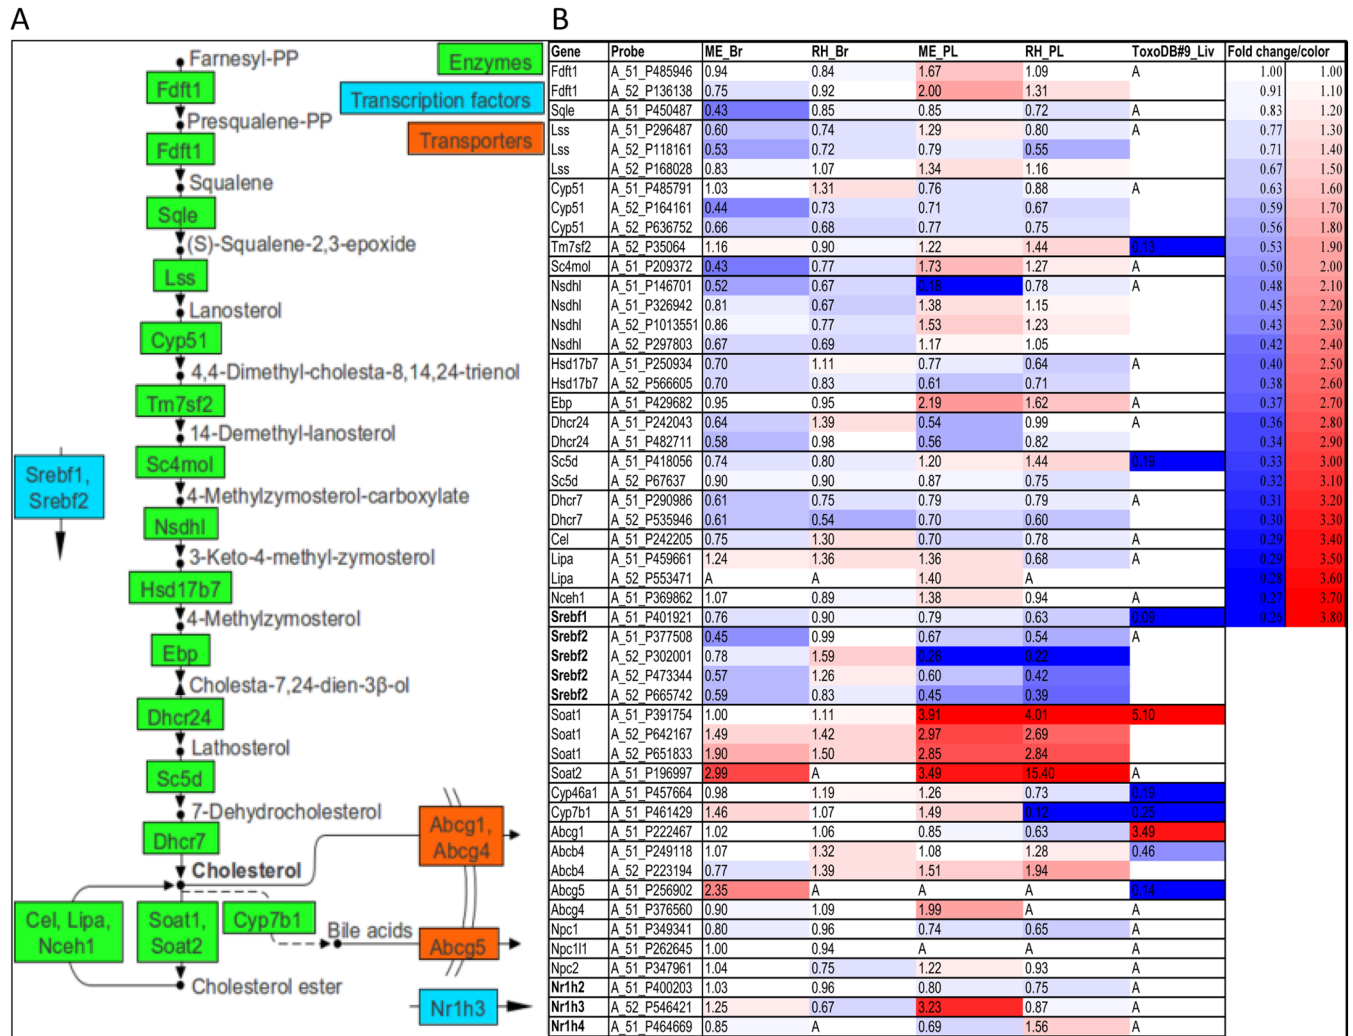 A
Farnesyl-PP
Enzymes
Fdft1
Transcription factors
Presqualene-PP
Transporters
Fdft1
Squalene
Sqle
(S)-Squalene-2,3-epoxide
Lss
Lanosterol
Cyp51
4,4-Dimethyl-cholesta-8,14,24-trienol
Tm7sf2
14-Demethyl-lanosterol
Srebf1,
Srebf2
Sc4mol
4-Methylzymosterol-carboxylate
Nsdhl
3-Keto-4-methyl-zymosterol
Hsd17b7
4-Methylzymosterol
Ebp
Cholesta-7,24-dien-3β-ol
Dhcr24
Lathosterol
Sc5d
7-Dehydrocholesterol
Dhcr7
Abcg1,
Abcg4
Cholesterol
Cel, Lipa,
Nceh1
Soat1,
Soat2
Cyp7b1
Bile acids
Abcg5
Cholesterol ester
Nr1h3
B
Gene Probe ME_Br RH_Br ME_PL RH_PL ToxoDB#9_Liv Fold change/color
Fdft1 A_51_P485946 0.94 0.84 1.67 1.09 A 1.00 1.00
Fdft1 A_52_P136138 0.75 0.92 2.00 1.31 0.91 1.10
Sqle A_51_P450487 0.43 0.85 0.85 0.72 A 0.83 1.20
Lss A_51_P296487 0.60 0.74 1.29 0.80 A 0.77 1.30
Lss A_52_P118161 0.53 0.72 0.79 0.55 0.71 1.40
Lss A_52_P168028 0.83 1.07 1.34 1.16 0.67 1.50
Cyp51 A_51_P485791 1.03 1.31 0.76 0.88 A 0.63 1.60
Cyp51 A_52_P164161 0.44 0.73 0.71 0.67 0.59 1.70
Cyp51 A_52_P636752 0.66 0.68 0.77 0.75 0.56 1.80
Tm7sf2 A_52_P35064 1.16 0.90 1.22 1.44 0.13 0.53 1.90
Sc4mol A_51_P209372 0.43 0.77 1.73 1.27 A 0.50 2.00
Nsdhl A_51_P146701 0.52 0.67 0.18 0.78 A 0.48 2.10
Nsdhl A_51_P326942 0.81 0.67 1.38 1.15 0.45 2.20
Nsdhl A_52_P1013551 0.86 0.77 1.53 1.23 0.43 2.30
Nsdhl A_52_P297803 0.67 0.69 1.17 1.05 0.42 2.40
Hsd17b7 A_51_P250934 0.70 1.11 0.77 0.64 A 0.40 2.50
Hsd17b7 A_52_P566605 0.70 0.83 0.61 0.71 0.38 2.60
Ebp A_51_P429682 0.95 0.95 2.19 1.62 A 0.37 2.70
Dhcr24 A_51_P242043 0.64 1.39 0.54 0.99 A 0.36 2.80
Dhcr24 A_51_P482711 0.58 0.98 0.56 0.82 0.34 2.90
Sc5d A_51_P418056 0.74 0.80 1.20 1.44 0.19 0.33 3.00
Sc5d A_52_P67637 0.90 0.90 0.87 0.75 0.32 3.10
Dhcr7 A_51_P290986 0.61 0.75 0.79 0.79 A 0.31 3.20
Dhcr7 A_52_P535946 0.61 0.54 0.70 0.60 0.30 3.30
Cel A_51_P242205 0.75 1.30 0.70 0.78 A 0.29 3.40
Lipa A_51_P459661 1.24 1.36 1.36 0.68 A 0.29 3.50
Lipa A_52_P553471 A A 1.40 A 0.28 3.60
Nceh1 A_51_P369862 1.07 0.89 1.38 0.94 A 0.27 3.70
Srebf1 A_51_P401921 0.76 0.90 0.79 0.63 0.09 0.26 3.80
Srebf2 A_51_P377508 0.45 0.99 0.67 0.54 A
Srebf2 A_52_P302001 0.78 1.59 0.26 0.22
Srebf2 A_52_P473344 0.57 1.26 0.60 0.42
Srebf2 A_52_P665742 0.59 0.83 0.45 0.39
Soat1 A_51_P391754 1.00 1.11 3.91 4.01 5.10
Soat1 A_52_P642167 1.49 1.42 2.97 2.69
Soat1 A_52_P651833 1.90 1.50 2.85 2.84
Soat2 A_51_P196997 2.99 A 3.49 15.40 A
Cyp46a1 A_51_P457664 0.98 1.19 1.26 0.73 0.19
Cyp7b1 A_51_P461429 1.46 1.07 1.49 0.12 0.25
Abcg1 A_51_P222467 1.02 1.06 0.85 0.63 3.49
Abcb4 A_51_P249118 1.07 1.32 1.08 1.28 0.46
Abcb4 A_52_P223194 0.77 1.39 1.51 1.94
Abcg5 A_51_P256902 2.35 A A A 0.14
Abcg4 A_51_P376560 0.90 1.09 1.99 A A
Npc1 A_51_P349341 0.80 0.96 0.74 0.65 A
Npc1l1 A_51_P262645 1.00 0.94 A A A
Npc2 A_51_P347961 1.04 0.75 1.22 0.93 A
Nr1h2 A_51_P400203 1.03 0.96 0.80 0.75 A
Nr1h3 A_52_P546421 1.25 0.67 3.23 0.87 A
Nr1h4 A_51_P464669 0.85 A 0.69 1.56 A